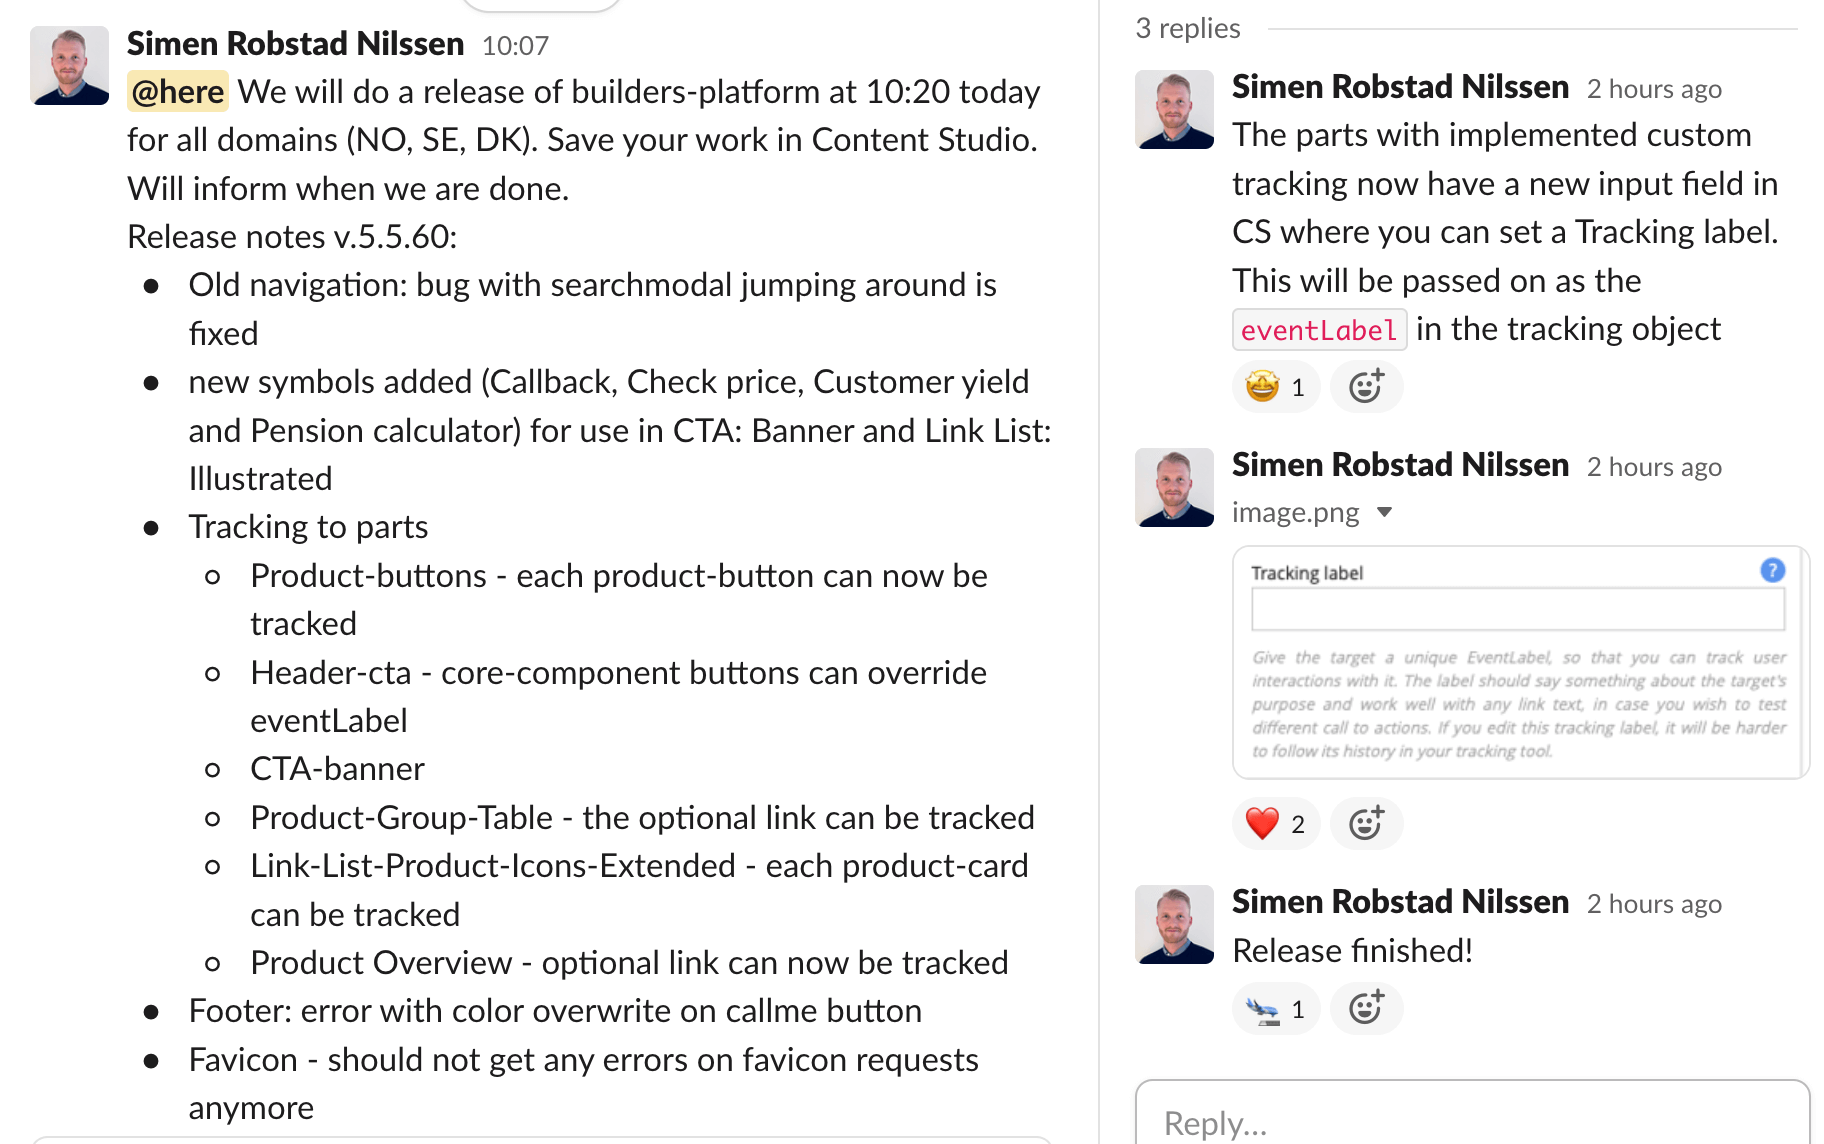 Simen Robstad Nilssen 10:07
@here We will do a release of builders-platform at 10:20 today
for all domains (NO, SE, DK). Save your work in Content Studio.
Will inform when we are done.
Release notes v.5.5.60:
• Old navigation: bug with searchmodal jumping around is
fixed
• new symbols added (Callback, Check price, Customer yield
and Pension calculator) for use in CTA: Banner and Link List:
Illustrated
• Tracking to parts
◦ Product-buttons - each product-button can now be
tracked
◦ Header-cta - core-component buttons can override
eventLabel
◦ CTA-banner
◦ Product-Group-Table - the optional link can be tracked
◦ Link-List-Product-Icons-Extended - each product-card
can be tracked
◦ Product Overview - optional link can now be tracked
• Footer: error with color overwrite on callme button
• Favicon - should not get any errors on favicon requests
anymore
3 replies
Simen Robstad Nilssen 2 hours ago
The parts with implemented custom
tracking now have a new input field in
CS where you can set a Tracking label.
This will be passed on as the
eventLabel in the tracking object
1
Simen Robstad Nilssen 2 hours ago
image.png
Tracking label
?
Give the target a unique EventLabel, so that you can track user
interactions with it. The label should say something about the target's
purpose and work well with any link text, in case you wish to test
different call to actions. If you edit this tracking label, it will be harder
to follow its history in your tracking tool.
2
Simen Robstad Nilssen 2 hours ago
Release finished!
1
Reply...